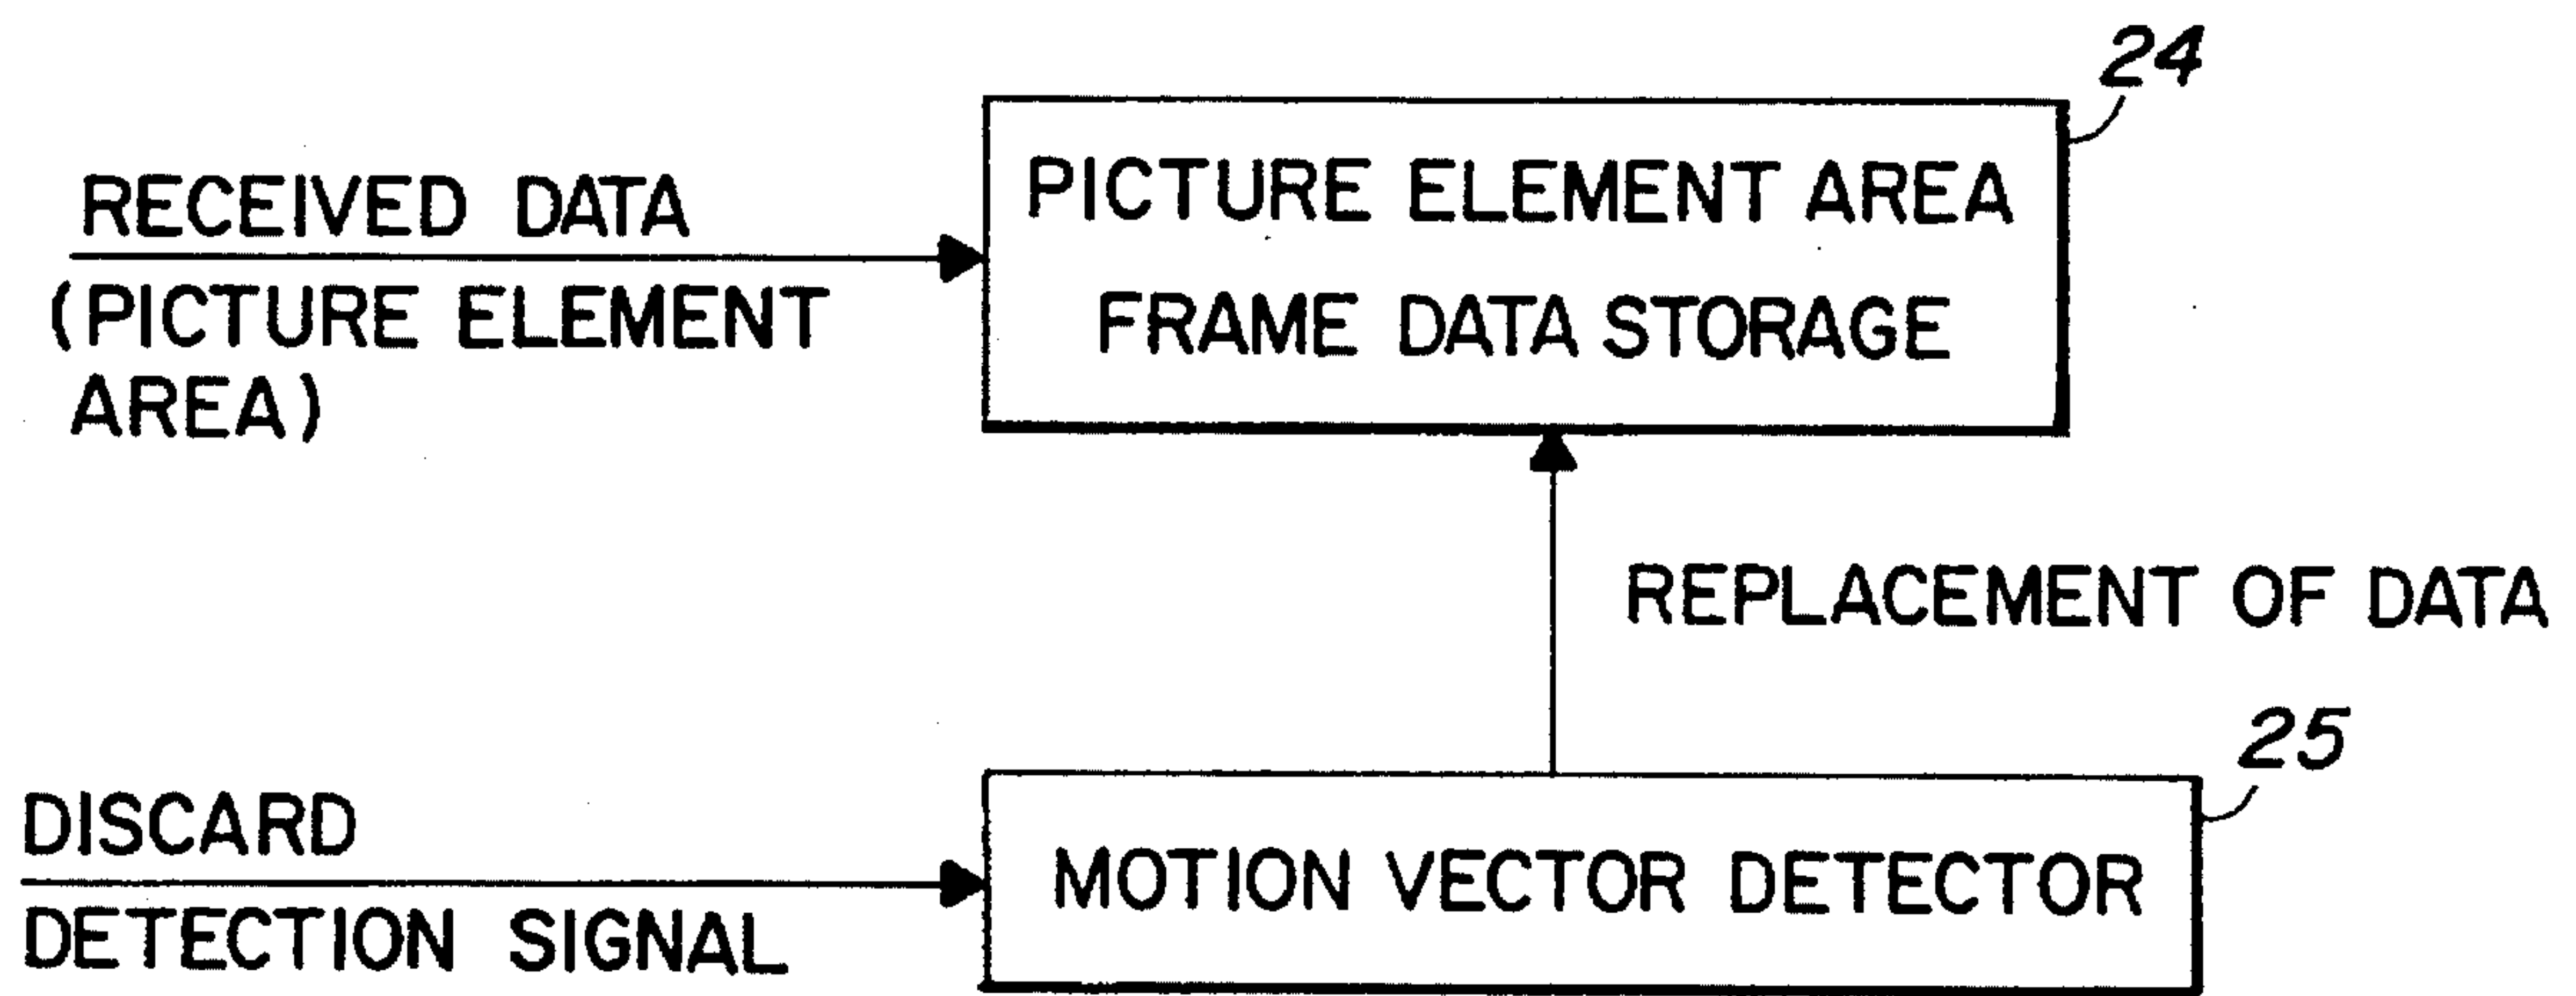 24
RECEIVED DATA
(PICTURE ELEMENT
AREA)
PICTURE ELEMENT AREA
FRAME DATA STORAGE
REPLACEMENT OF DATA
25
DISCARD
DETECTION SIGNAL
MOTION VECTOR DETECTOR